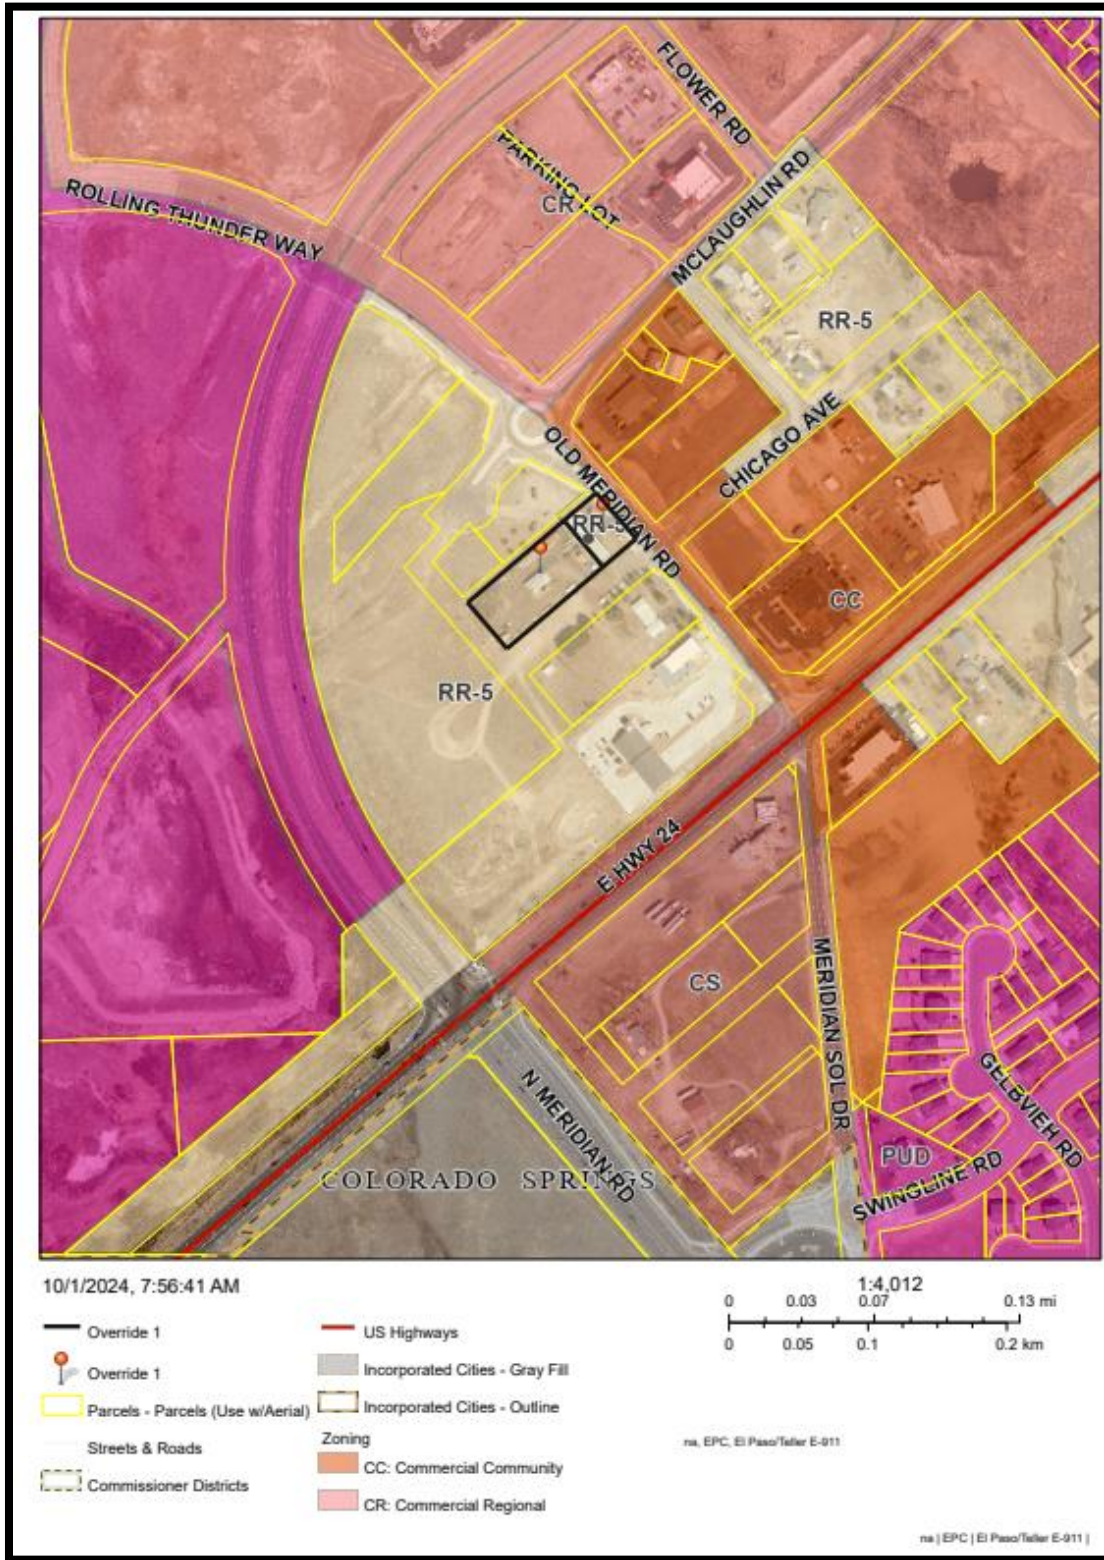 FLOWER RD
PARKING LOT
CR
MCLAUGHLIN RD
ROLLING THUNDER WAY
RR-5
CHICAGO AVE
OLD MERIDIAN RD
RR-5
CC
RR-5
E HWY 24
CS
MERIDIAN SOL DR
GELBVIEH RD
N MERIDIAN RD
PUD
COLORADO SPRINGS
SWINGLINE RD
10/1/2024, 7:56:41 AM
1:4,012
0 0.03 0.07 0.13 mi
0 0.05 0.1 0.2 km
Override 1
Override 1
Parcels - Parcels (Use w/Aerial)
Streets & Roads
Commissioner Districts
US Highways
Incorporated Cities - Gray Fill
Incorporated Cities - Outline
Zoning
CC: Commercial Community
CR: Commercial Regional
na, EPC, El Paso/Teller E-911
na | EPC | El Paso/Teller E-911 |